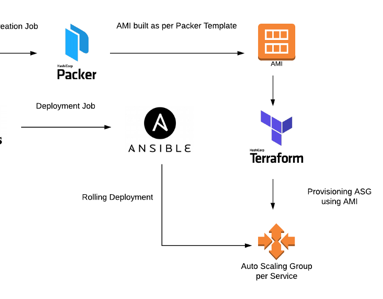 eation Job
AMI built as per Packer Template
HashiCorp
Packer
AMI
Deployment Job
s
ANSIBLE
HashiCorp
Terraform
Rolling Deployment
Provisioning ASG
using AMI
Auto Scaling Group
per Service